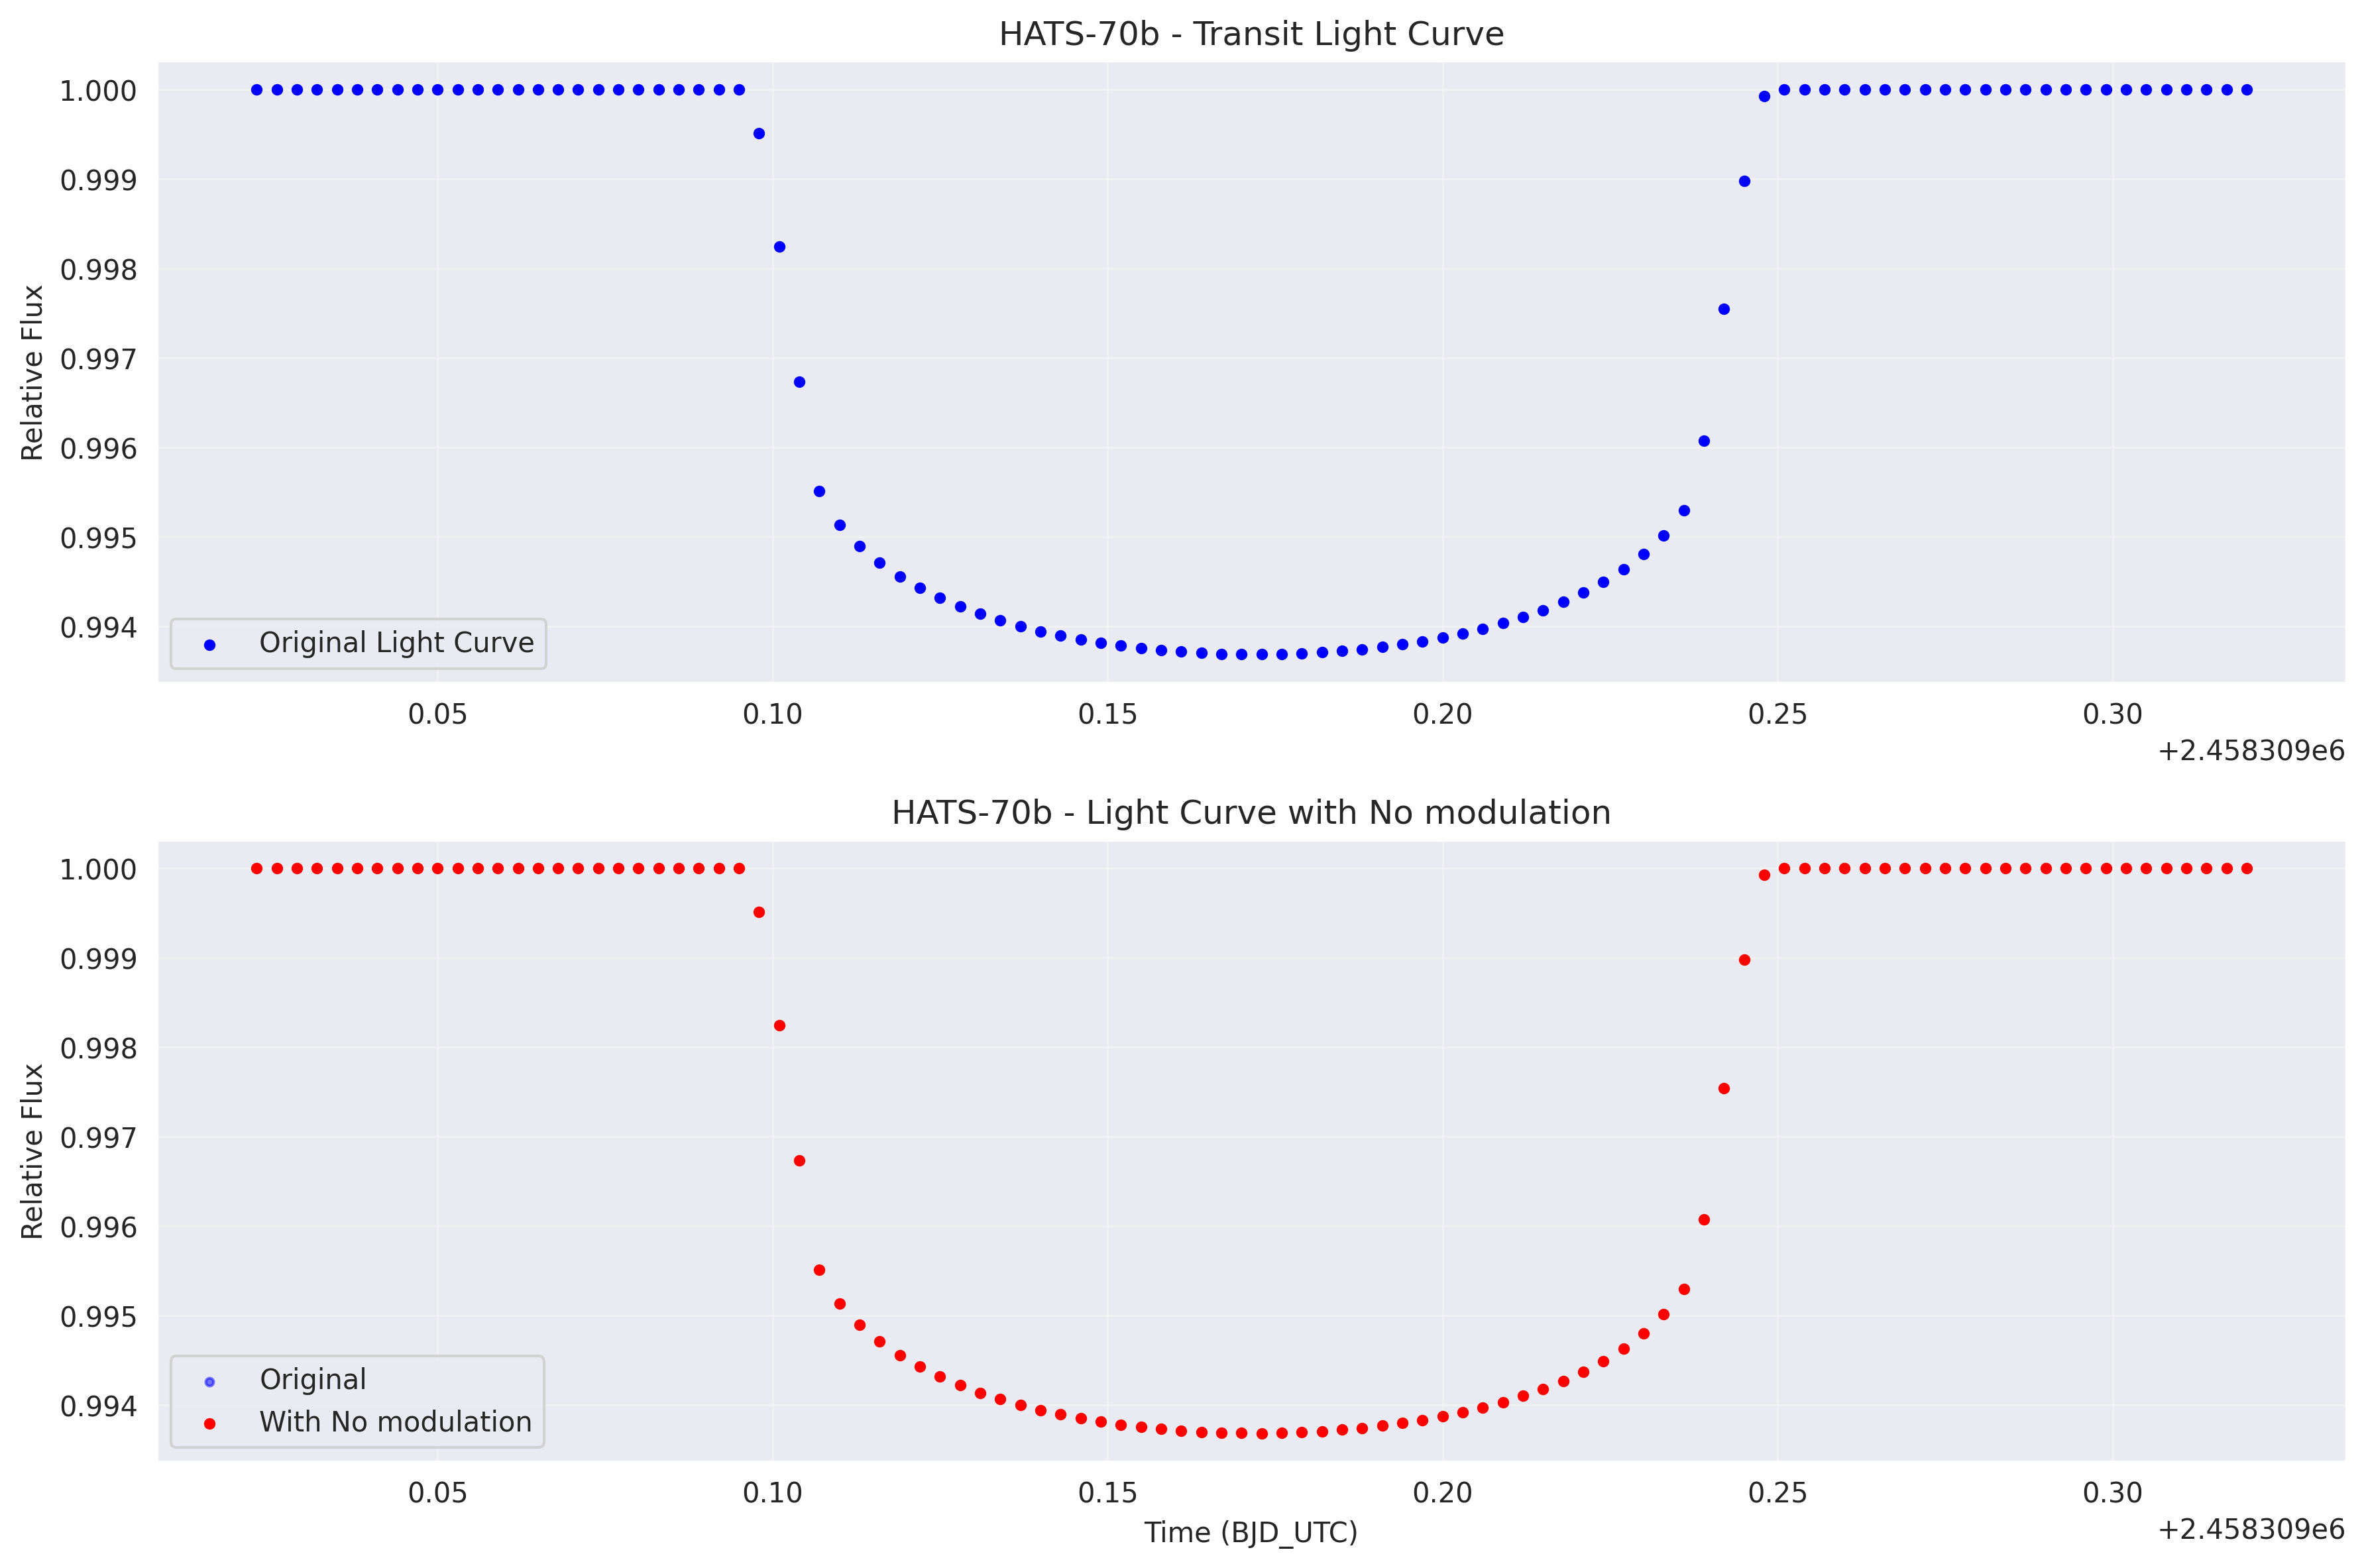 HATS-70b - Transit Light Curve
1.000
0.999
0.998
0.997
0.996
0.995
0.994
Relative Flux
Original Light Curve
0.05 0.10 0.15 0.20 0.25 0.30
+2.458309e6
HATS-70b - Light Curve with No modulation
1.000
0.999
0.998
0.997
0.996
0.995
0.994
Relative Flux
Original
With No modulation
0.05 0.10 0.15 0.20 0.25 0.30
Time (BJD_UTC)
+2.458309e6